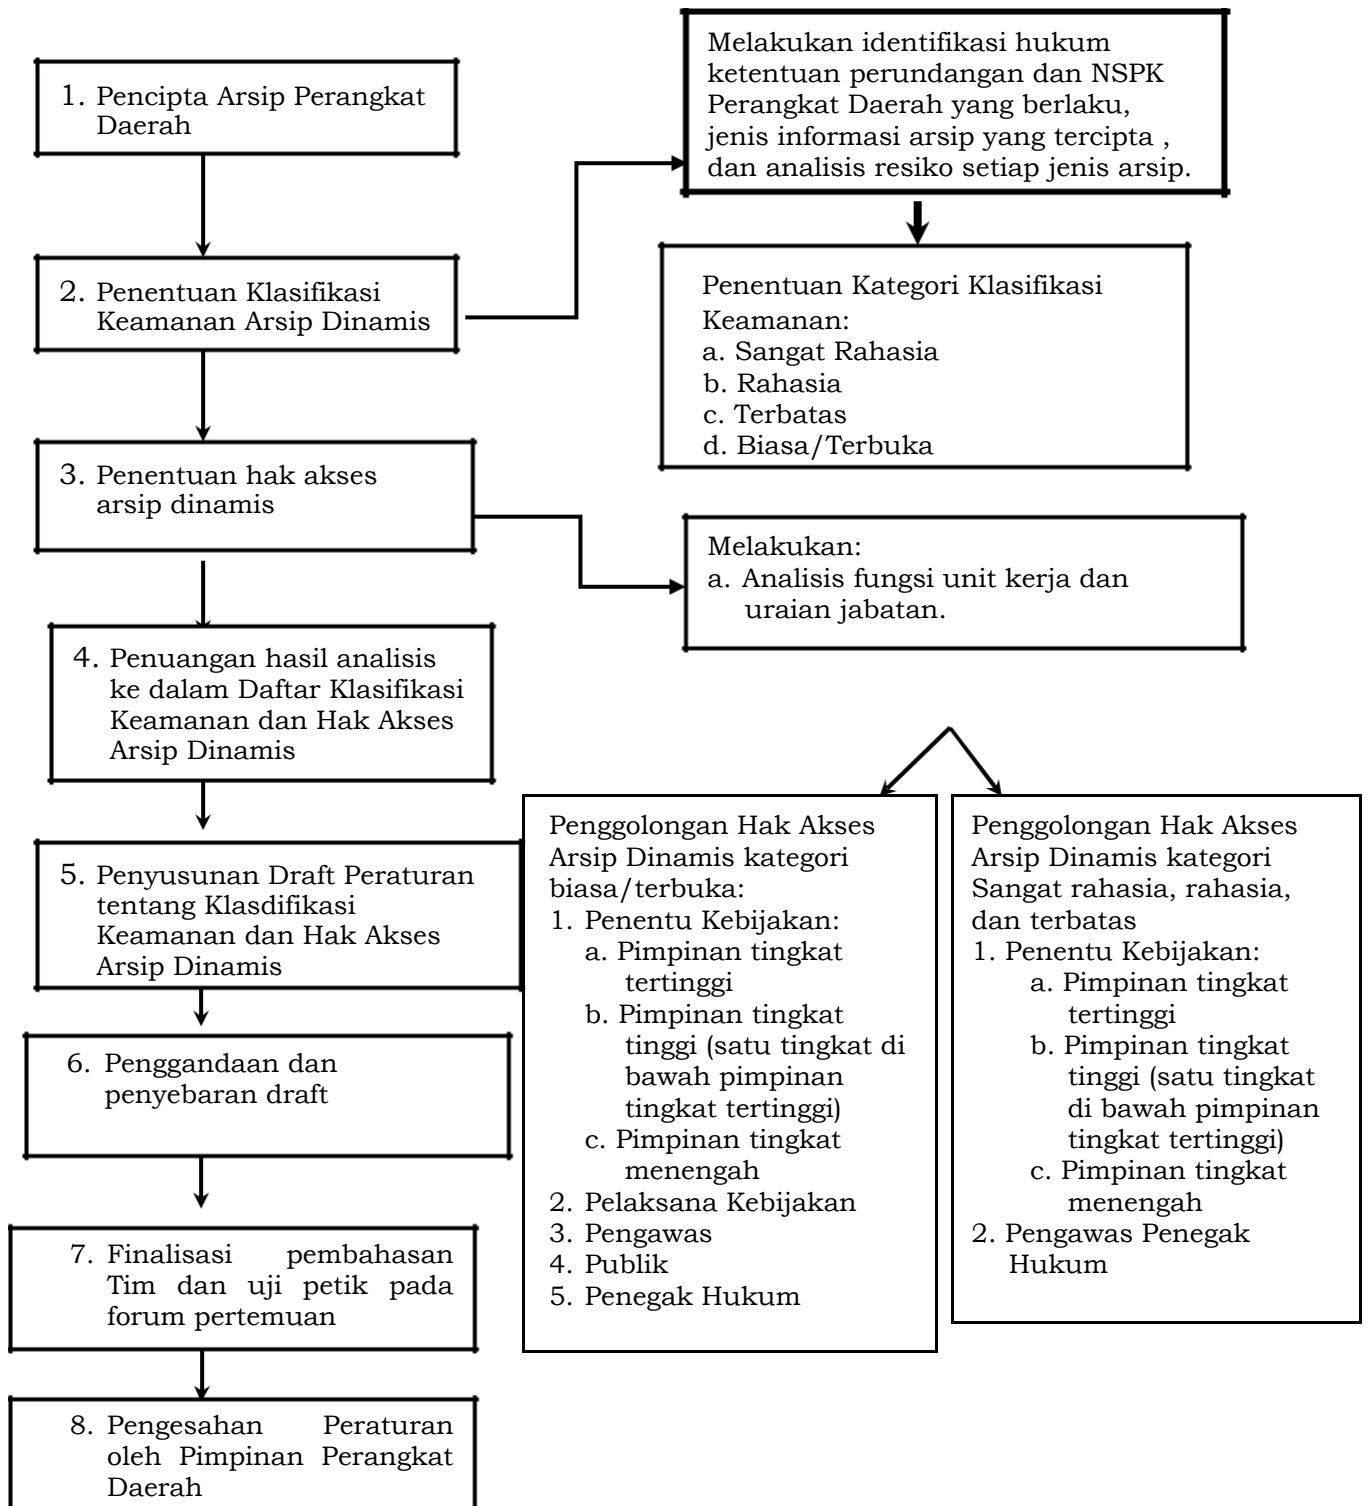 1. Pencipta Arsip Perangkat
Daerah
2. Penentuan Klasifikasi
Keamanan Arsip Dinamis
3. Penentuan hak akses
arsip dinamis
4. Penuangan hasil analisis
ke dalam Daftar Klasifikasi
Keamanan dan Hak Akses
Arsip Dinamis
5. Penyusunan Draft Peraturan
tentang Klasdifikasi
Keamanan dan Hak Akses
Arsip Dinamis
6. Penggandaan dan
penyebaran draft
7. Finalisasi pembahasan
Tim dan uji petik pada
forum pertemuan
8. Pengesahan Peraturan
oleh Pimpinan Perangkat
Daerah
Melakukan identifikasi hukum
ketentuan perundangan dan NSPK
Perangkat Daerah yang berlaku,
jenis informasi arsip yang tercipta ,
dan analisis resiko setiap jenis arsip.
Penentuan Kategori Klasifikasi
Keamanan:
a. Sangat Rahasia
b. Rahasia
c. Terbatas
d. Biasa/Terbuka
Melakukan:
a. Analisis fungsi unit kerja dan
uraian jabatan.
Penggolongan Hak Akses
Arsip Dinamis kategori
biasa/terbuka:
1. Penentu Kebijakan:
a. Pimpinan tingkat
tertinggi
b. Pimpinan tingkat
tinggi (satu tingkat di
bawah pimpinan
tingkat tertinggi)
c. Pimpinan tingkat
menengah
2. Pelaksana Kebijakan
3. Pengawas
4. Publik
5. Penegak Hukum
Penggolongan Hak Akses
Arsip Dinamis kategori
Sangat rahasia, rahasia,
dan terbatas
1. Penentu Kebijakan:
a. Pimpinan tingkat
tertinggi
b. Pimpinan tingkat
tinggi (satu tingkat
di bawah pimpinan
tingkat tertinggi)
c. Pimpinan tingkat
menengah
2. Pengawas Penegak
Hukum